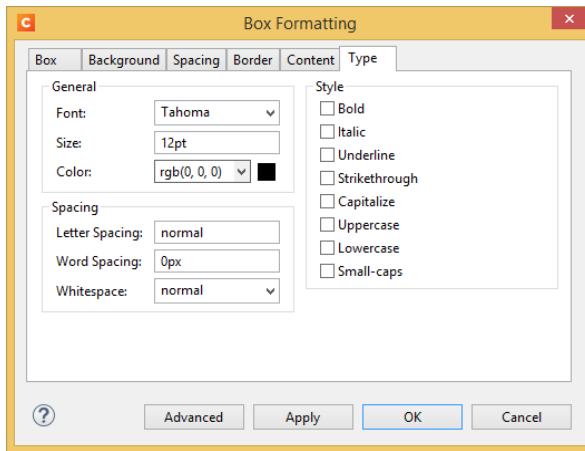 C
Box Formatting
Box Background Spacing Border Content Type
General
Font: Tahoma
Size: 12pt
Color: rgb(0, 0, 0)
Spacing
Letter Spacing: normal
Word Spacing: 0px
Whitespace: normal
Style
Bold
Italic
Underline
Strikethrough
Capitalize
Uppercase
Lowercase
Small-caps
? Advanced Apply OK Cancel